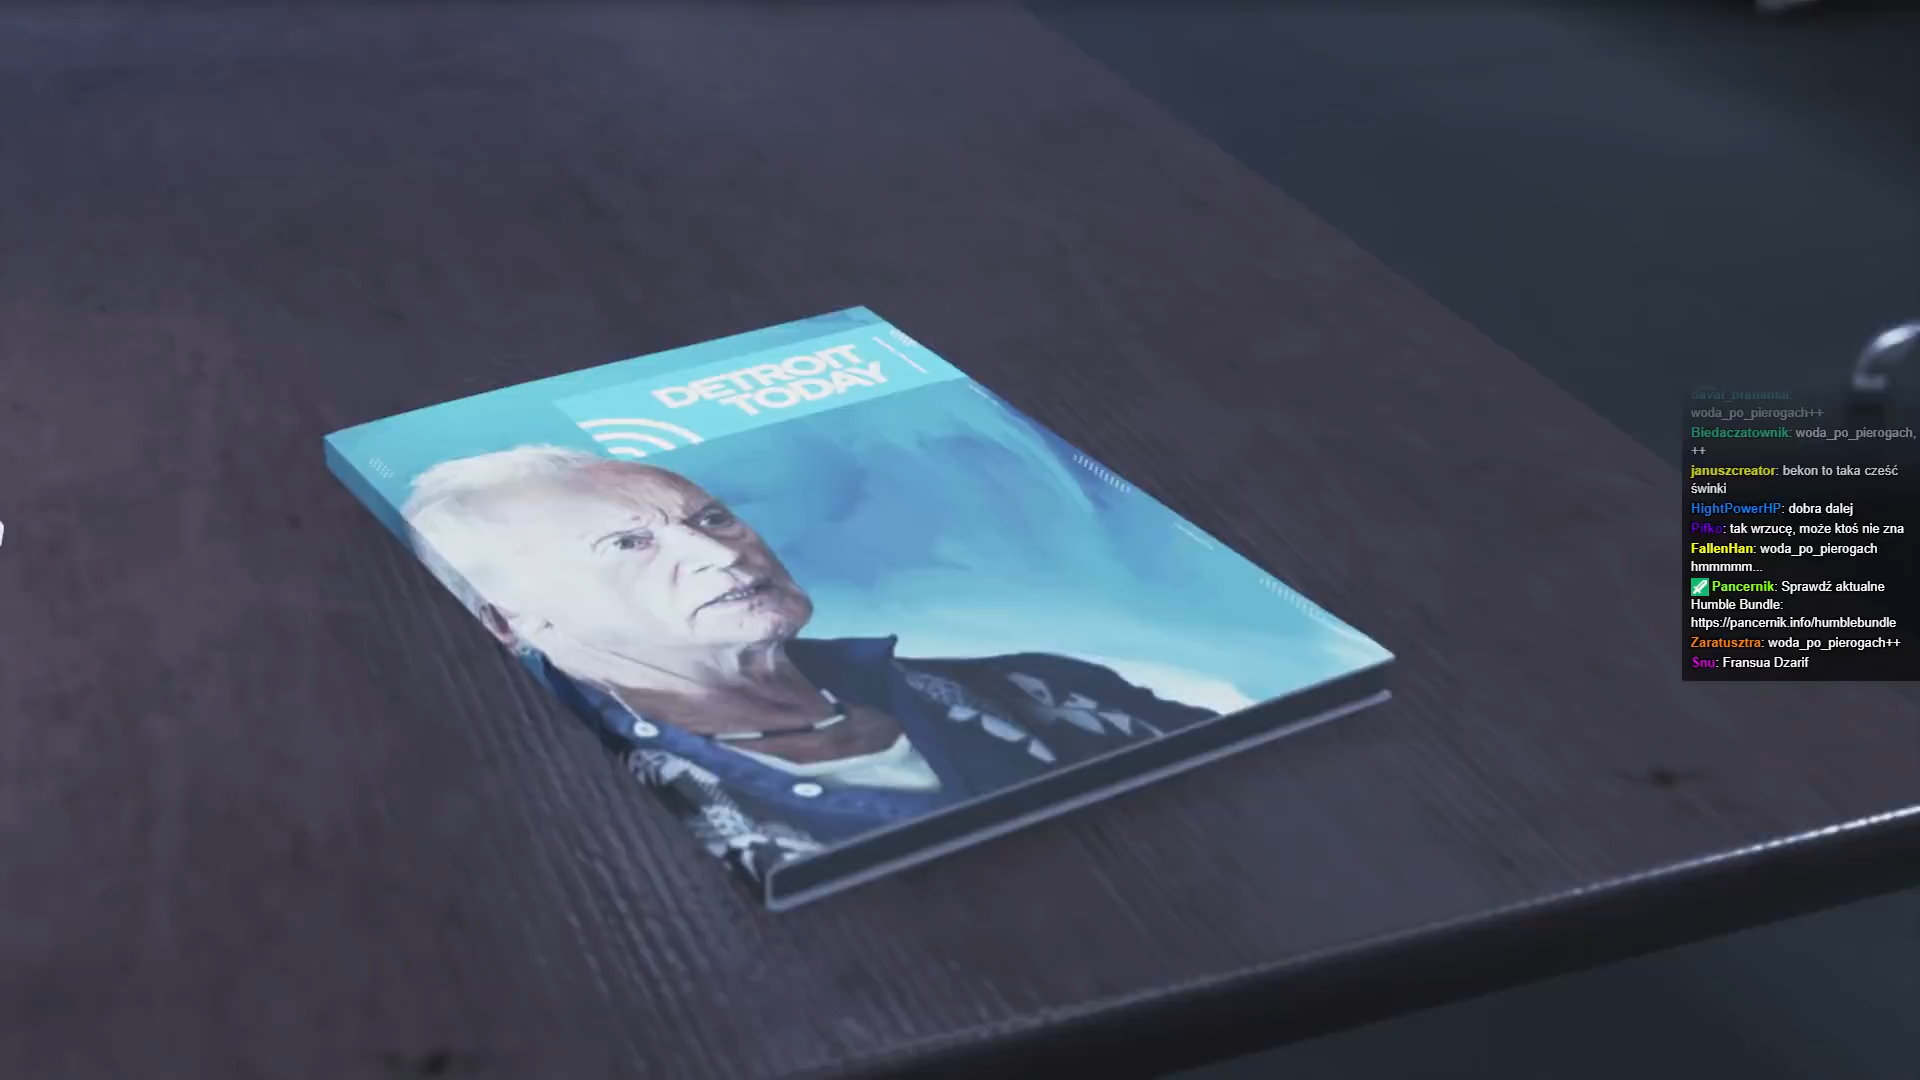 DETROIT
TODAY
woda_po_pierogach++
Biedaczatownik: woda_po_pierogach,
++
januszcreator: bekon to taka cześć
świnki
HightPowerHP: dobra dalej
Pifko: tak wrzucę, może ktoś nie zna
FallenHan: woda_po_pierogach
hmmmmm...
Pancernik: Sprawdź aktualne
Humble Bundle:
https://pancernik.info/humblebundle
Zaratusztra: woda_po_pierogach++
Snu: Fransua Dzarif